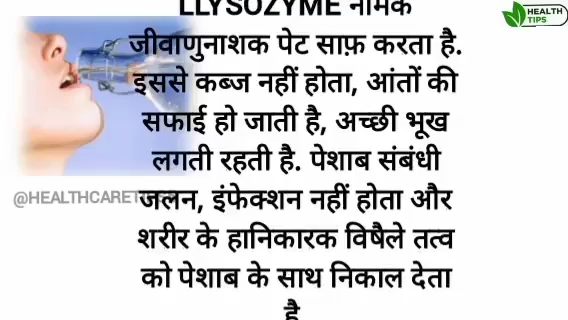 LLYSOZYME नामक
जीवाणुनाशक पेट साफ़ करता है.
इससे कब्ज नहीं होता, आंतों की
सफाई हो जाती है, अच्छी भूख
लगती रहती है. पेशाब संबंधी
जलन, इंफेक्शन नहीं होता और
शरीर के हानिकारक विषैले तत्व
को पेशाब के साथ निकाल देता
है
HEALTH
TIPS